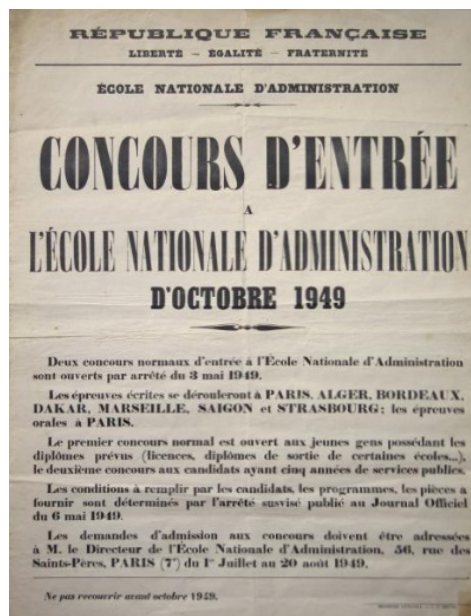 RÉPUBLIQUE FRANÇAISE
LIBERTÉ – ÉGALITÉ – FRATERNITÉ
ÉCOLE NATIONALE D'ADMINISTRATION
CONCOURS D'ENTRÉE
A
L'ÉCOLE NATIONALE D'ADMINISTRATION
D'OCTOBRE 1949
Deux concours normaux d'entrée à l'École Nationale d'Administration
sont ouverts par arrêté du 3 mai 1949.
Les épreuves écrites se dérouleront à PARIS, ALGER, BORDEAUX,
DAKAR, MARSEILLE, SAIGON et STRASBOURG; les épreuves
orales à PARIS.
Le premier concours normal est ouvert aux jeunes gens possédant les
diplômes prévus (licences, diplômes de sortie de certaines écoles...),
le deuxième concours aux candidats ayant cinq années de services publics.
Les conditions à remplir par les candidats, les programmes, les pièces à
fournir sont déterminés par l'arrêté susvisé publié au Journal Officiel
du 6 mai 1949.
Les demandes d'admission aux concours doivent être adressées
à M. le Directeur de l'École Nationale d'Administration, 56, rue des
Saints-Pères, PARIS (7e) du 1er Juillet au 20 août 1949.
Ne pas recouvrir avant octobre 1949.